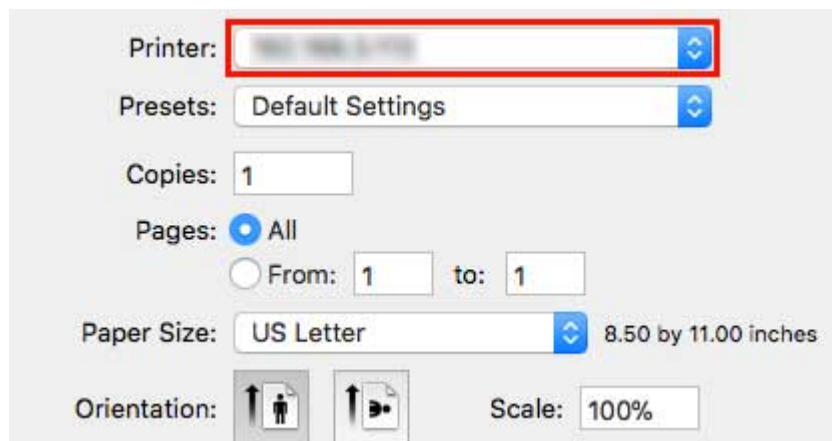 Printer:
Presets: Default Settings
Copies: 1
Pages: All
From: 1 to: 1
Paper Size: US Letter 8.50 by 11.00 inches
Orientation: Scale: 100%